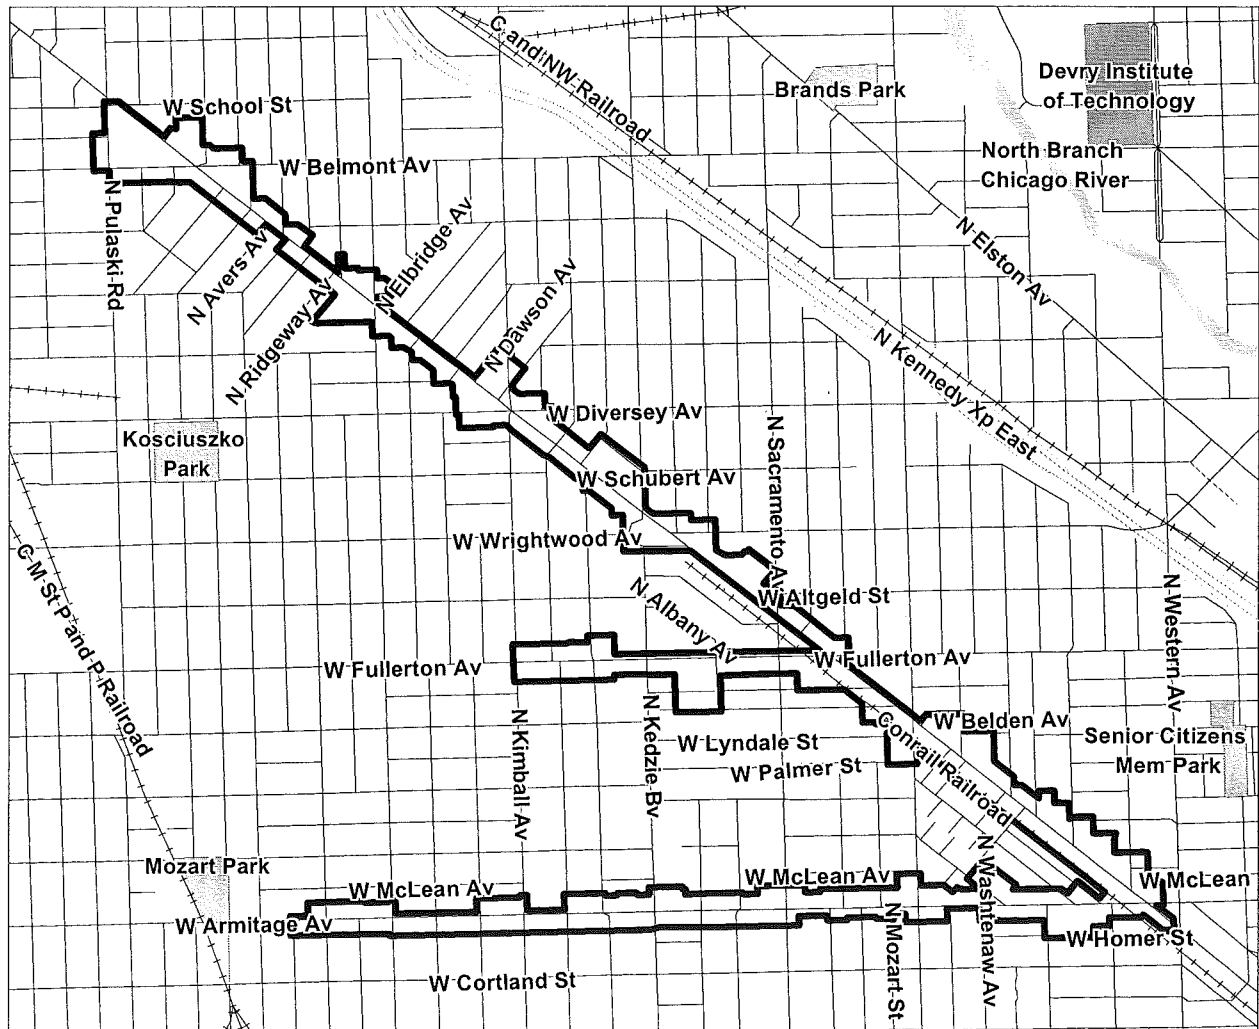 C and NW Railroad
Brands Park
Devry Institute
of Technology
W School St
North Branch
Chicago River
W Belmont Av
N Pulaski Rd
N Avers Av
N Elbridge Av
N Elston Av
N Ridgeway Av
N Dawson Av
N Kennedy Xp East
W Diversey Av
Kosciuszko
Park
N Sacramento Av
W Schubert Av
W Wrightwood Av
C M St P and P Railroad
N Albany Av
W Altgeld St
N Western Av
W Fullerton Av
W Fullerton Av
N Kimball Av
N Kedzie Bv
W Belden Av
W Lyndale St
Conrail Railroad
Senior Citizens
Mem Park
W Palmer St
Mozart Park
W McLean Av
W McLean Av
N Washtenaw Av
W McLean
W Armitage Av
N Mozart St
W Homer St
W Cortland St